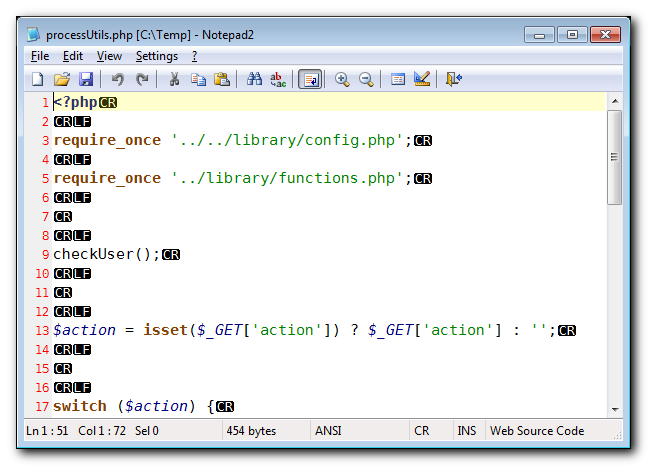 processUtils.php [C:\Temp] - Notepad2
File Edit View Settings ?
1 <?phpCR
2 CRLF
3 require_once '../../library/config.php';CR
4 CRLF
5 require_once '../library/functions.php';CR
6 CRLF
7 CR
8 CRLF
9 checkUser();CR
10 CRLF
11 CR
12 CRLF
13 $action = isset($_GET['action']) ? $_GET['action'] : '';CR
14 CRLF
15 CR
16 CRLF
17 switch ($action) {CR
Ln 1 : 51 Col 1 : 72 Sel 0 454 bytes ANSI CR INS Web Source Code